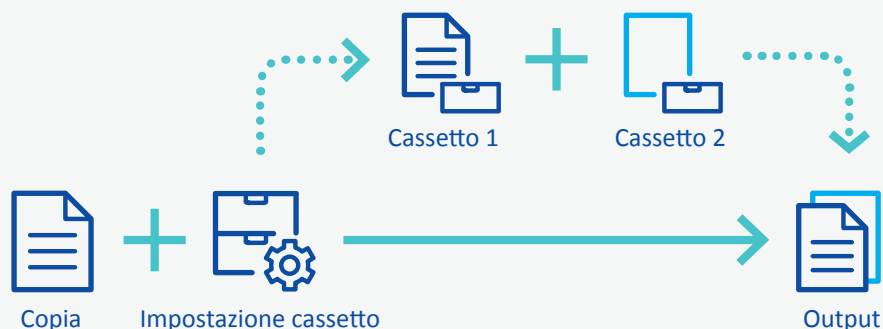 Cassetto 1
Cassetto 2
Copia
Impostazione cassetto
Output